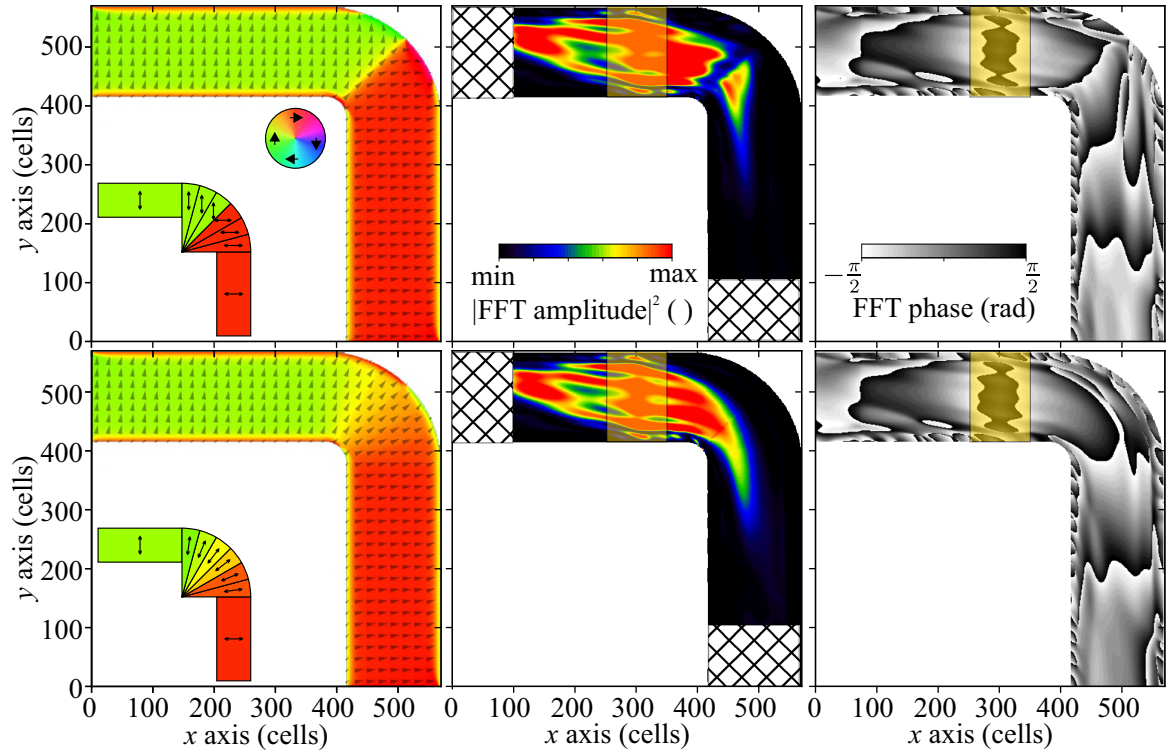 500
400
300
200
100
0
y axis (cells)
min
max
|FFT amplitude|² ( )
−π/2
π/2
FFT phase (rad)
500
400
300
200
100
0
y axis (cells)
0 100 200 300 400 500
0 100 200 300 400 500
0 100 200 300 400 500
x axis (cells)
x axis (cells)
x axis (cells)